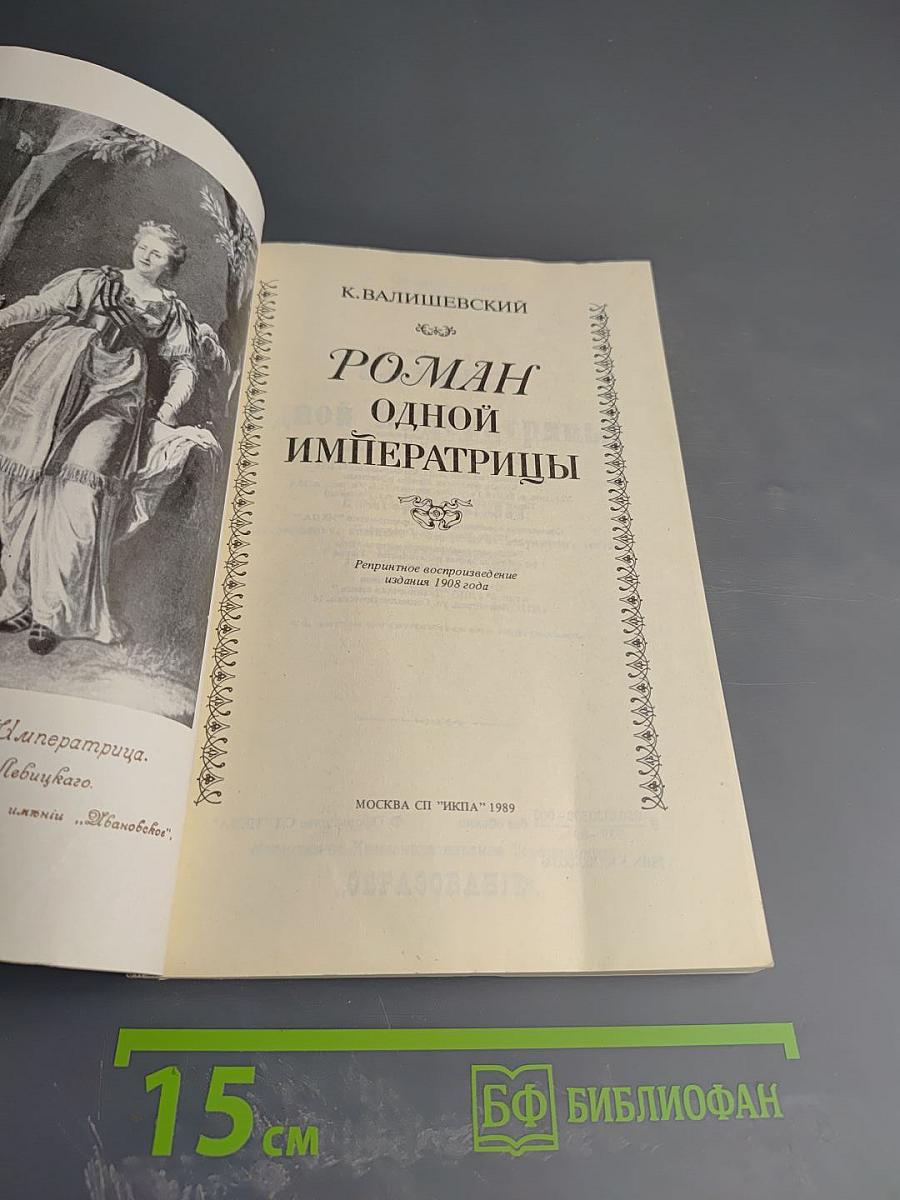 Императрица.
Левицкаго.
имѣніи „Ивановское",
К.ВАЛИШЕВСКИЙ
РОМАН
ОДНОЙ
ИМПЕРАТРИЦЫ
Репринтное воспроизведение
издания 1908 года
МОСКВА СП "ИКПА" 1989
15 см
БФ БИБЛИОФАН